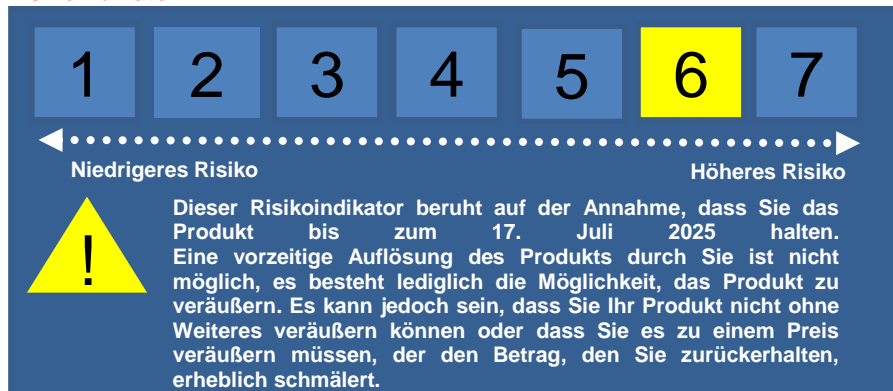 1 2 3 4 5 6 7
Niedrigeres Risiko Höheres Risiko
! Dieser Risikoindikator beruht auf der Annahme, dass Sie das
Produkt bis zum 17. Juli 2025 halten.
Eine vorzeitige Auflösung des Produkts durch Sie ist nicht
möglich, es besteht lediglich die Möglichkeit, das Produkt zu
veräußern. Es kann jedoch sein, dass Sie Ihr Produkt nicht ohne
Weiteres veräußern können oder dass Sie es zu einem Preis
veräußern müssen, der den Betrag, den Sie zurückerhalten,
erheblich schmälert.